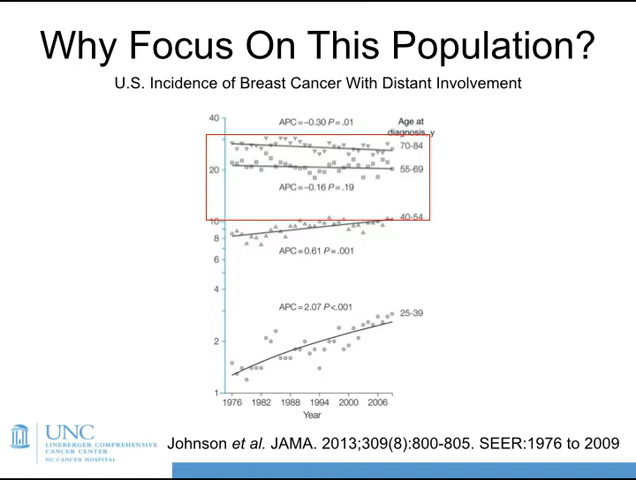 Why Focus On This Population?
U.S. Incidence of Breast Cancer With Distant Involvement
40
APC=−0.30 P=.01
Age at
diagnosis, y
70-84
20
55-69
APC=−0.16 P=.19
10
40-54
8
6
APC=0.61 P=.001
4
APC=2.07 P<.001
25-39
2
1
1976 1982 1988 1994 2000 2006
Year
UNC
LINEBERGER COMPREHENSIVE
CANCER CENTER
NC CANCER HOSPITAL
Johnson et al. JAMA. 2013;309(8):800-805. SEER:1976 to 2009